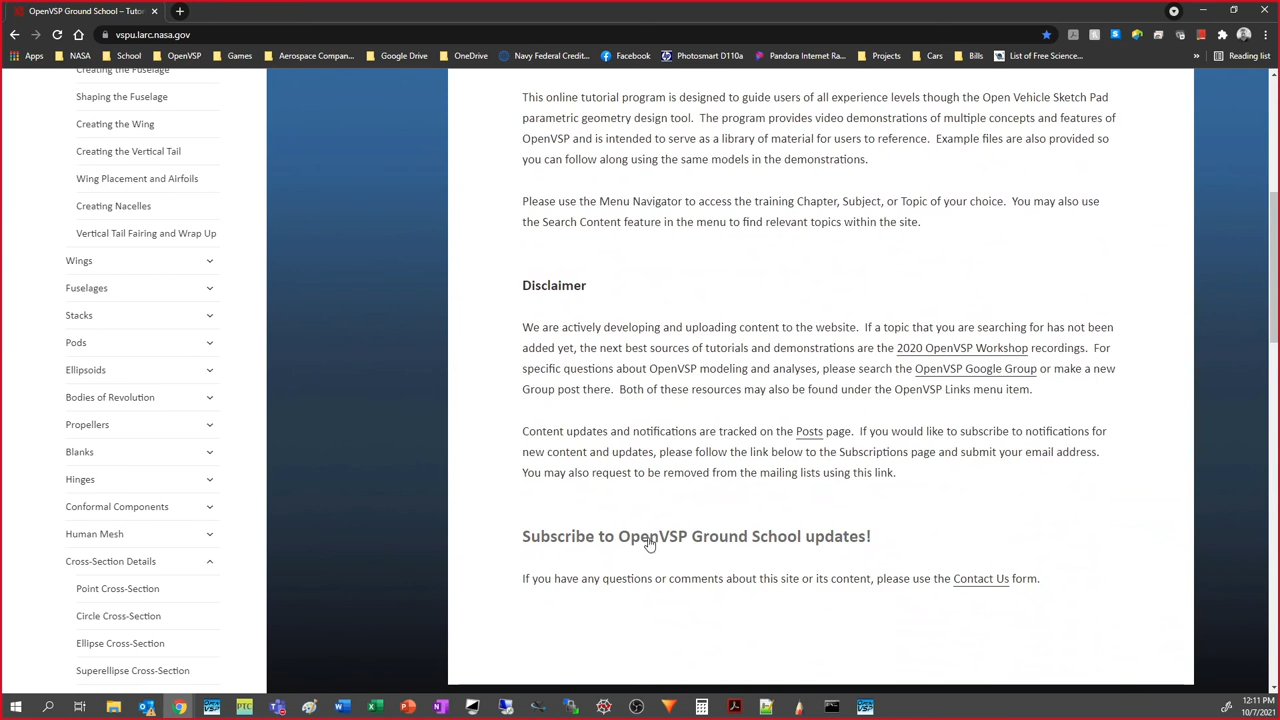 OpenVSP Ground School – Tutor
vspu.larc.nasa.gov
Apps NASA School OpenVSP Games Aerospace Compan... Google Drive OneDrive Navy Federal Credit... Facebook Photosmart D110a Pandora Internet Ra... Projects Cars Bills List of Free Science... » Reading list
Creating the Fuselage
Shaping the Fuselage
Creating the Wing
Creating the Vertical Tail
Wing Placement and Airfoils
Creating Nacelles
Vertical Tail Fairing and Wrap Up
Wings
Fuselages
Stacks
Pods
Ellipsoids
Bodies of Revolution
Propellers
Blanks
Hinges
Conformal Components
Human Mesh
Cross-Section Details
Point Cross-Section
Circle Cross-Section
Ellipse Cross-Section
Superellipse Cross-Section
This online tutorial program is designed to guide users of all experience levels though the Open Vehicle Sketch Pad
parametric geometry design tool. The program provides video demonstrations of multiple concepts and features of
OpenVSP and is intended to serve as a library of material for users to reference. Example files are also provided so
you can follow along using the same models in the demonstrations.
Please use the Menu Navigator to access the training Chapter, Subject, or Topic of your choice. You may also use
the Search Content feature in the menu to find relevant topics within the site.
Disclaimer
We are actively developing and uploading content to the website. If a topic that you are searching for has not been
added yet, the next best sources of tutorials and demonstrations are the 2020 OpenVSP Workshop recordings. For
specific questions about OpenVSP modeling and analyses, please search the OpenVSP Google Group or make a new
Group post there. Both of these resources may also be found under the OpenVSP Links menu item.
Content updates and notifications are tracked on the Posts page. If you would like to subscribe to notifications for
new content and updates, please follow the link below to the Subscriptions page and submit your email address.
You may also request to be removed from the mailing lists using this link.
Subscribe to OpenVSP Ground School updates!
If you have any questions or comments about this site or its content, please use the Contact Us form.
PTC
12:11 PM
10/7/2021